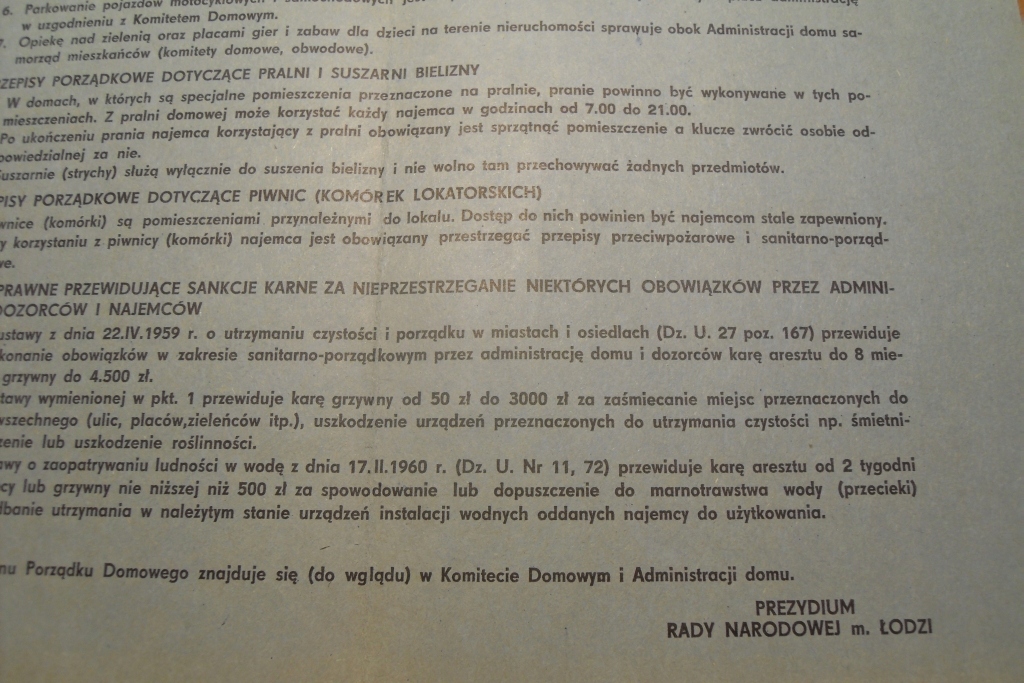 6. Parkowanie pojazdów motocyklowych i samochodowych jest
w uzgodnieniu z Komitetem Domowym.
7. Opiekę nad zielenią oraz placami gier i zabaw dla dzieci na terenie nieruchomości sprawuje obok Administracji domu sa-
morząd mieszkańców (komitety domowe, obwodowe).
ZEPISY PORZĄDKOWE DOTYCZĄCE PRALNI I SUSZARNI BIELIZNY
W domach, w których są specjalne pomieszczenia przeznaczone na pralnie, pranie powinno być wykonywane w tych po-
mieszczeniach. Z pralni domowej może korzystać każdy najemca w godzinach od 7.00 do 21.00.
Po ukończeniu prania najemca korzystający z pralni obowiązany jest sprzątnąć pomieszczenie a klucze zwrócić osobie od-
powiedzialnej za nie.
Suszarnie (strychy) służą wyłącznie do suszenia bielizny i nie wolno tam przechowywać żadnych przedmiotów.
PISY PORZĄDKOWE DOTYCZĄCE PIWNIC (KOMÓREK LOKATORSKICH)
wnice (komórki) są pomieszczeniami przynależnymi do lokalu. Dostęp do nich powinien być najemcom stale zapewniony.
y korzystaniu z piwnicy (komórki) najemca jest obowiązany przestrzegać przepisy przeciwpożarowe i sanitarno-porząd-
we.
PRAWNE PRZEWIDUJĄCE SANKCJE KARNE ZA NIEPRZESTRZEGANIE NIEKTÓRYCH OBOWIĄZKÓW PRZEZ ADMINI-
DOZORCÓW I NAJEMCÓW
ustawy z dnia 22.IV.1959 r. o utrzymaniu czystości i porządku w miastach i osiedlach (Dz. U. 27 poz. 167) przewiduje
konanie obowiązków w zakresie sanitarno-porządkowym przez administrację domu i dozorców karę aresztu do 8 mie-
grzywny do 4.500 zł.
tawy wymienionej w pkt. 1 przewiduje karę grzywny od 50 zł do 3000 zł za zaśmiecanie miejsc przeznaczonych do
wszechnego (ulic, placów,zieleńców itp.), uszkodzenie urządzeń przeznaczonych do utrzymania czystości np. śmietni-
zenie lub uszkodzenie roślinności.
awy o zaopatrywaniu ludności w wodę z dnia 17.II.1960 r. (Dz. U. Nr 11, 72) przewiduje karę aresztu od 2 tygodni
cy lub grzywny nie niższej niż 500 zł za spowodowanie lub dopuszczenie do marnotrawstwa wody (przecieki)
dbanie utrzymania w należytym stanie urządzeń instalacji wodnych oddanych najemcy do użytkowania.
nu Porządku Domowego znajduje się (do wglądu) w Komitecie Domowym i Administracji domu.
PREZYDIUM
RADY NARODOWEJ m. ŁODZI